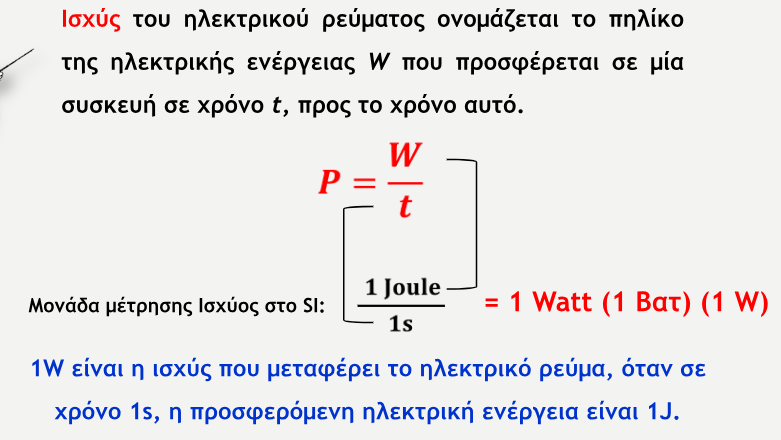 Ισχύς του ηλεκτρικού ρεύματος ονομάζεται το πηλίκο
της ηλεκτρικής ενέργειας W που προσφέρεται σε μία
συσκευή σε χρόνο t, προς το χρόνο αυτό.
P = W/t
Μονάδα μέτρησης Ισχύος στο SI: 1 Joule/1s = 1 Watt (1 Βατ) (1 W)
1W είναι η ισχύς που μεταφέρει το ηλεκτρικό ρεύμα, όταν σε
χρόνο 1s, η προσφερόμενη ηλεκτρική ενέργεια είναι 1J.